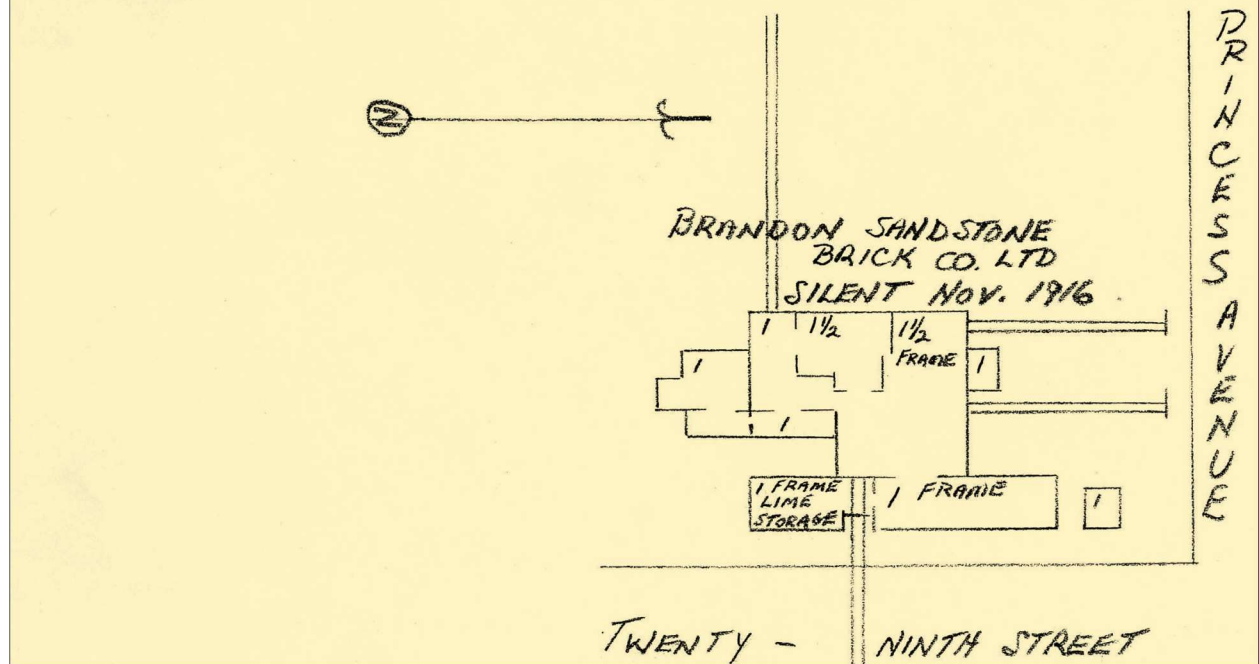 PRINCESS AVENUE
N
BRANDON SANDSTONE
BRICK CO. LTD
SILENT NOV. 1916.
1 1½ 1½
FRAME
1
1
1 1
1 FRAME
LIME
STORAGE
1 FRAME
1
TWENTY - NINTH STREET